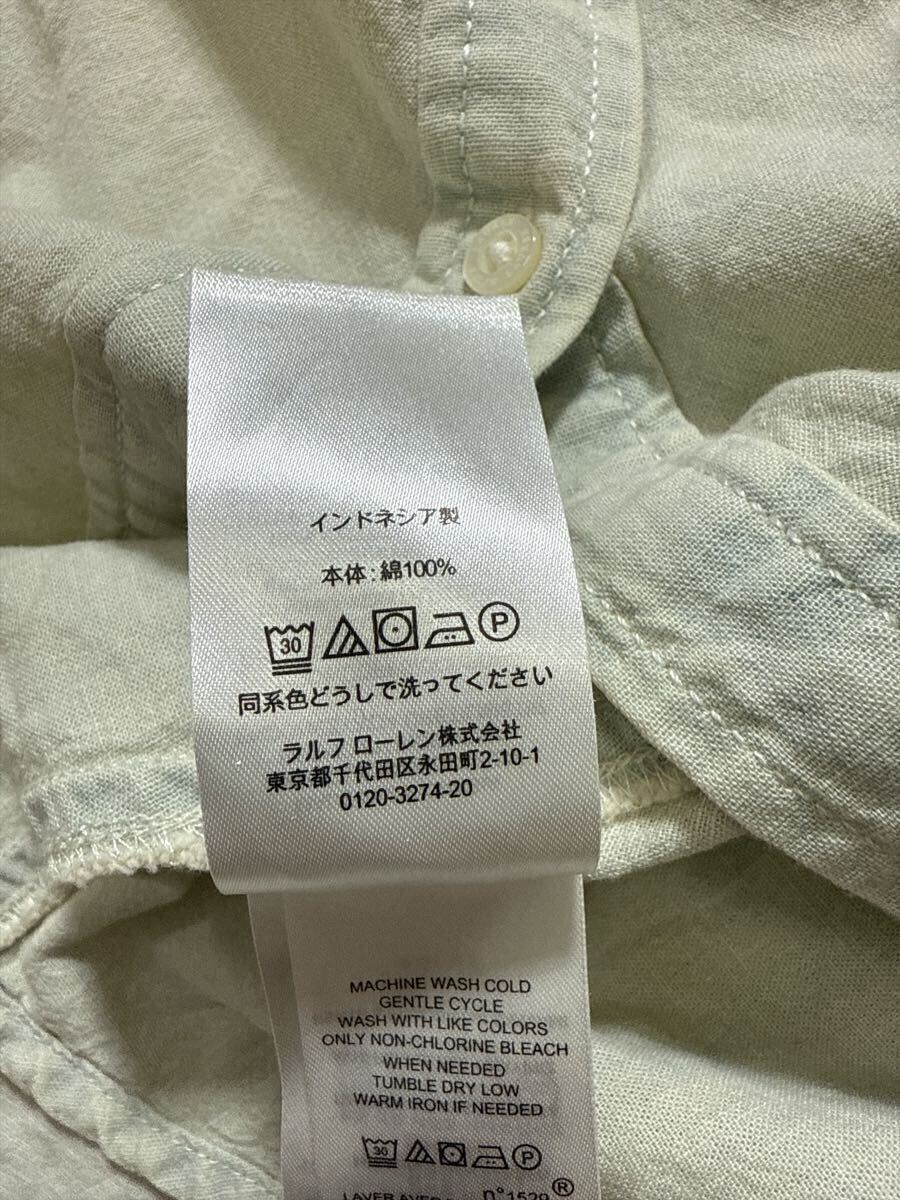 インドネシア製
本体:綿100%
30 P
同系色どうしで洗ってください
ラルフ ローレン株式会社
東京都千代田区永田町2-10-1
0120-3274-20
MACHINE WASH COLD
GENTLE CYCLE
WASH WITH LIKE COLORS
ONLY NON-CHLORINE BLEACH
WHEN NEEDED
TUMBLE DRY LOW
WARM IRON IF NEEDED
30 P